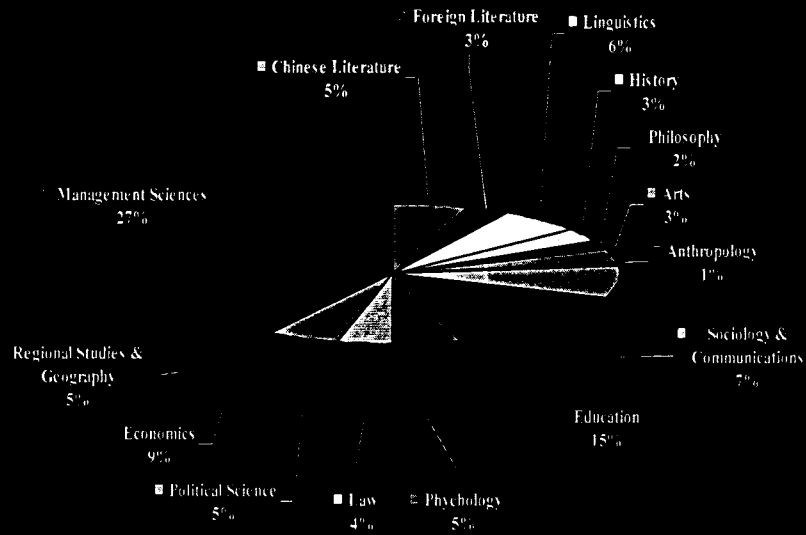 Foreign Literature
3%
Linguistics
6%
Chinese Literature
5%
History
3%
Philosophy
2%
Management Sciences
27%
Arts
3%
Anthropology
1%
Sociology &
Communications
7%
Regional Studies &
Geography
5%
Education
15%
Economics
9%
Political Science
5%
Law
4%
Phychology
5%